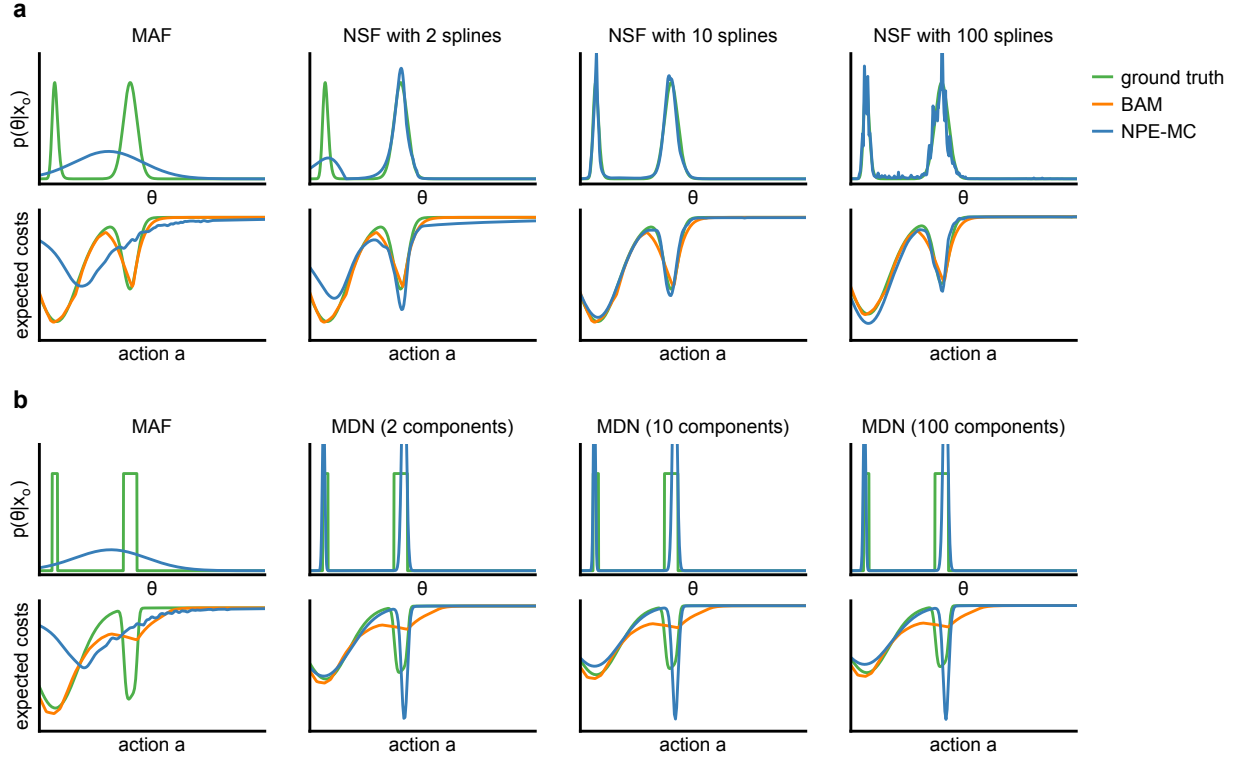 a
MAF
NSF with 2 splines
NSF with 10 splines
NSF with 100 splines
p(θ|xₒ)
θ
θ
θ
θ
ground truth
BAM
NPE-MC
expected costs
action a
action a
action a
action a
b
MAF
MDN (2 components)
MDN (10 components)
MDN (100 components)
p(θ|xₒ)
θ
θ
θ
θ
expected costs
action a
action a
action a
action a